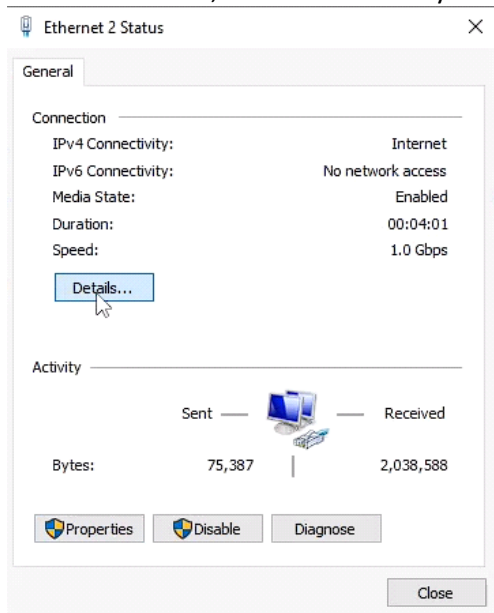 Ethernet 2 Status
General
Connection
IPv4 Connectivity: Internet
IPv6 Connectivity: No network access
Media State: Enabled
Duration: 00:04:01
Speed: 1.0 Gbps
Details...
Activity
Sent Received
Bytes: 75,387 2,038,588
Properties Disable Diagnose
Close